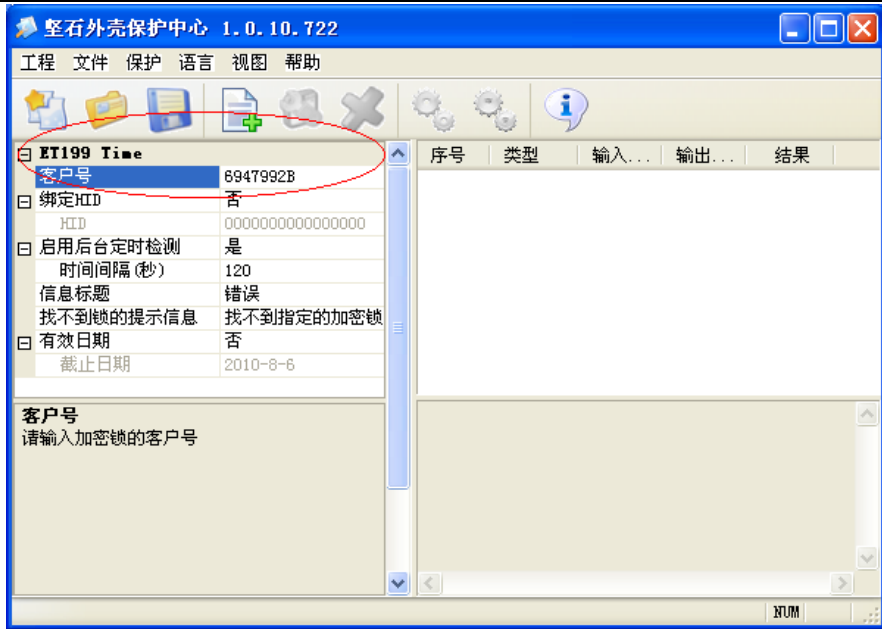 坚石外壳保护中心 1.0.10.722
工程 文件 保护 语言 视图 帮助
ET199 Time
客户号 6947992B
绑定HID 否
HID 0000000000000000
启用后台定时检测 是
时间间隔(秒) 120
信息标题 错误
找不到锁的提示信息 找不到指定的加密锁
有效日期 否
截止日期 2010-8-6
序号 类型 输入... 输出... 结果
客户号
请输入加密锁的客户号
NUM